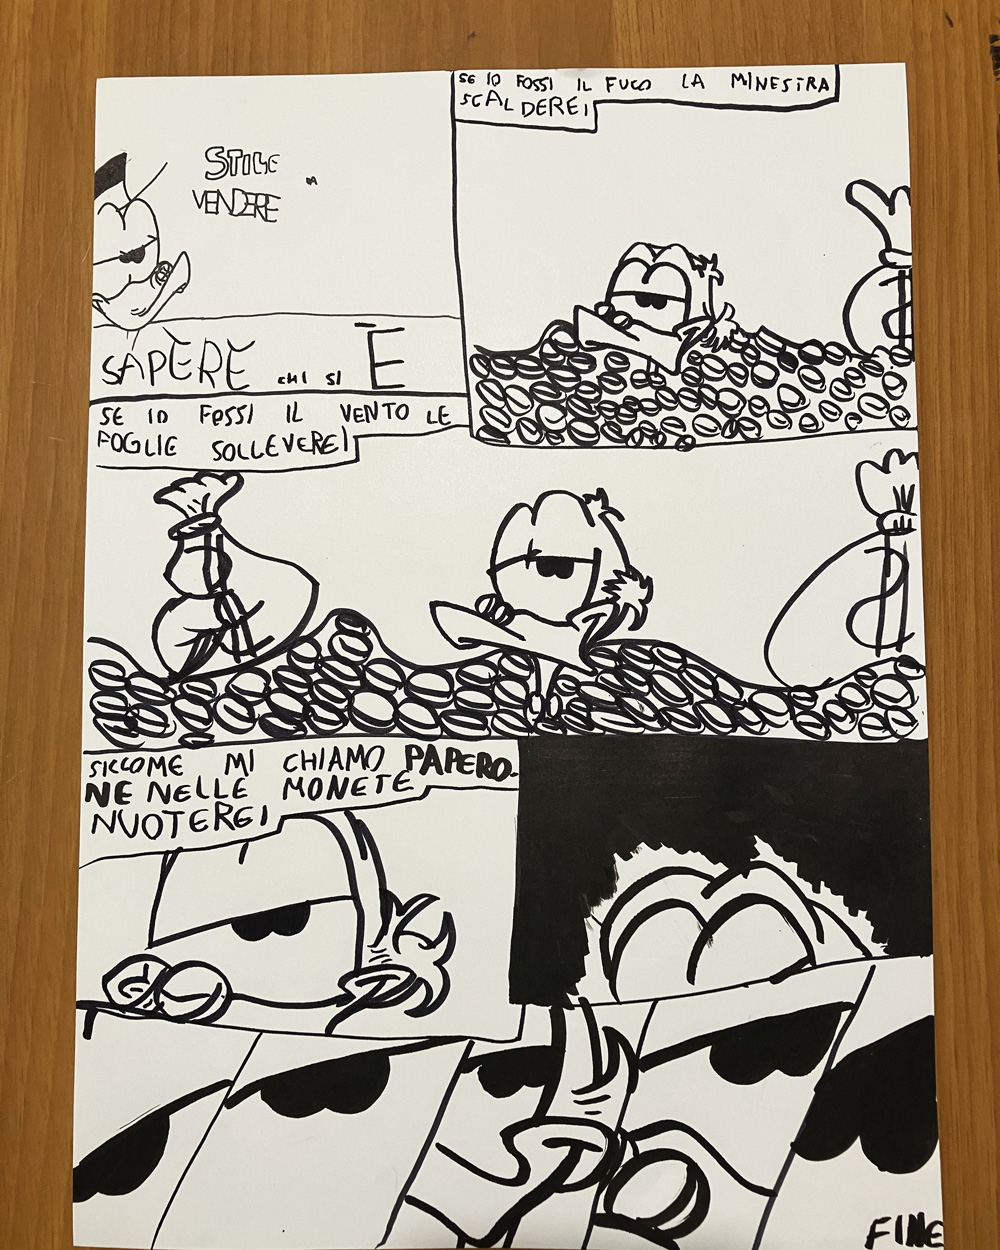 STILE
DA
VENDERE
SAPERE CHI SI È
SE IO FOSSI IL FUCO LA MINESTRA
SCALDEREI
SE IO FOSSI IL VENTO LE
FOGLIE SOLLEVEREI
SICCOME MI CHIAMO PAPERO-
NE NELLE MONETE
NUOTEREI
FINE